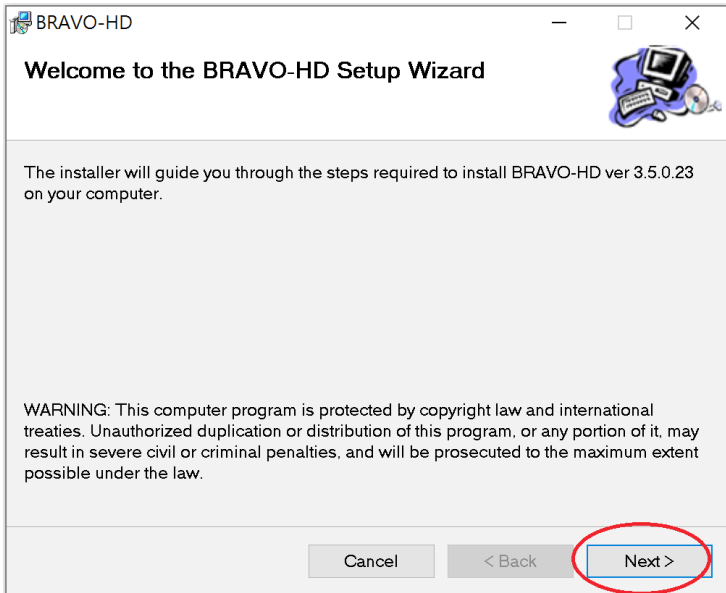 BRAVO-HD
Welcome to the BRAVO-HD Setup Wizard
The installer will guide you through the steps required to install BRAVO-HD ver 3.5.0.23
on your computer.
WARNING: This computer program is protected by copyright law and international
treaties. Unauthorized duplication or distribution of this program, or any portion of it, may
result in severe civil or criminal penalties, and will be prosecuted to the maximum extent
possible under the law.
Cancel < Back Next >